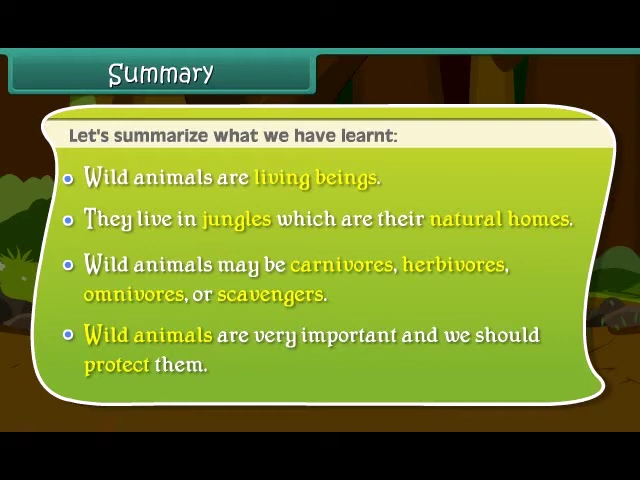 Summary
Let's summarize what we have learnt:
Wild animals are living beings.
They live in jungles which are their natural homes.
Wild animals may be carnivores, herbivores,
omnivores, or scavengers.
Wild animals are very important and we should
protect them.